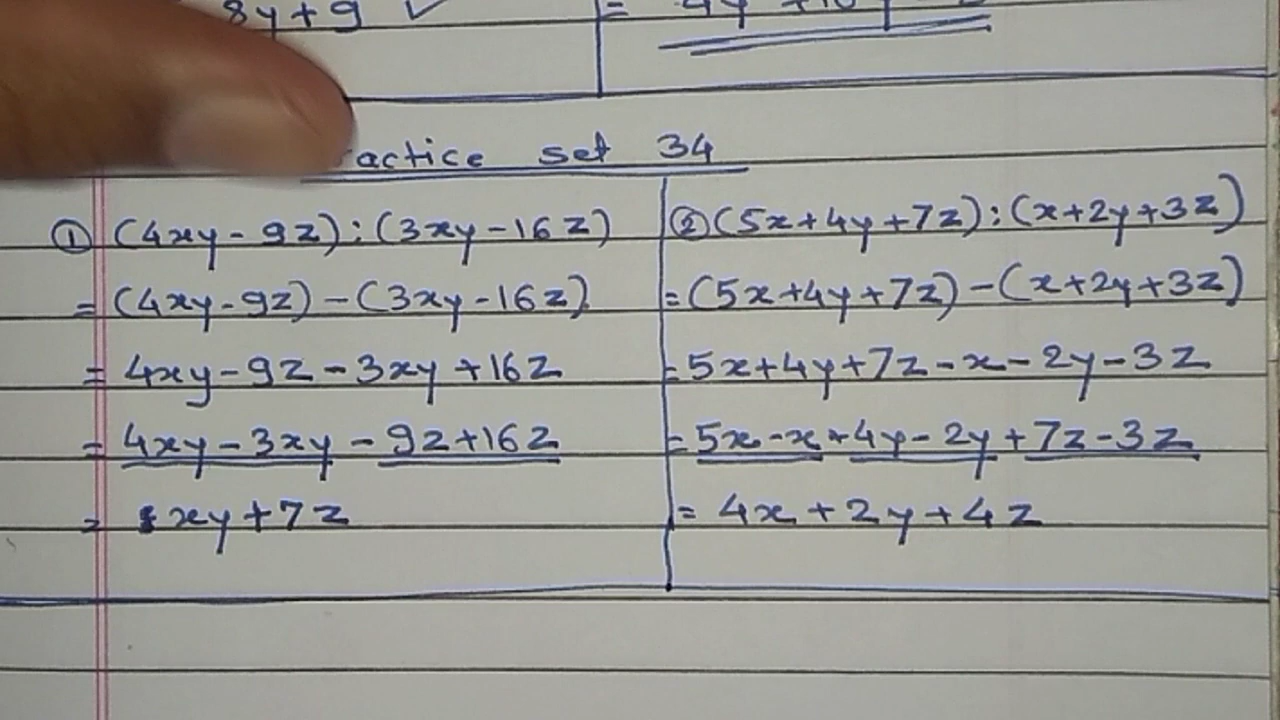 8y+9 ✓
ractice set 34
① (4xy-9z):(3xy-16z)
= (4xy-9z)-(3xy-16z)
= 4xy-9z-3xy+16z
= 4xy-3xy-9z+16z
= xy+7z
② (5x+4y+7z):(x+2y+3z)
= (5x+4y+7z)-(x+2y+3z)
= 5x+4y+7z-x-2y-3z
= 5x-x+4y-2y+7z-3z
= 4x+2y+4z